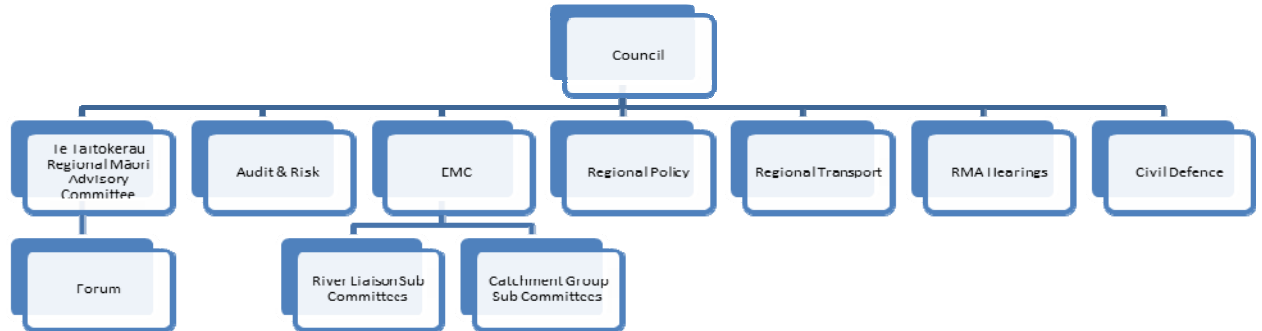 Council
Te Taitokerau
Regional Māori
Advisory
Committee
Audit & Risk
EMC
Regional Policy
Regional Transport
RMA Hearings
Civil Defence
Forum
River Liaison Sub
Committees
Catchment Group
Sub Committees